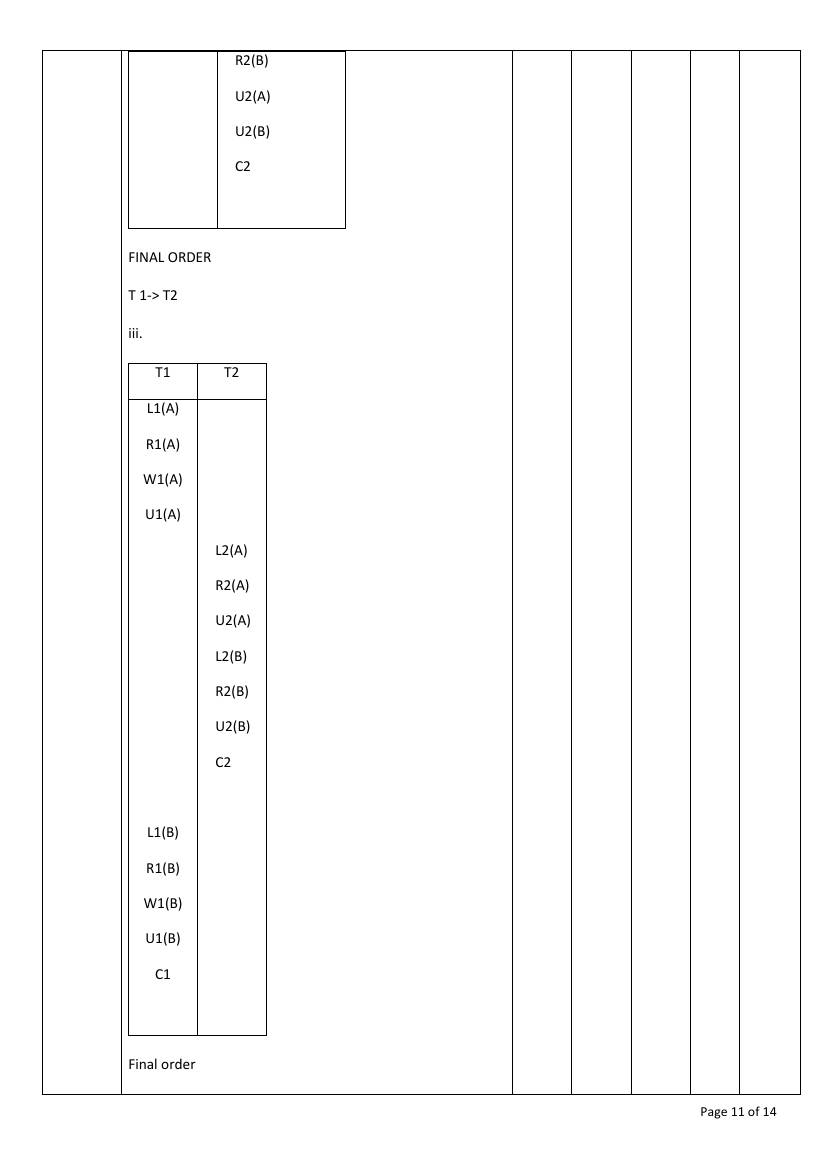 R2(B)
U2(A)
U2(B)
C2
FINAL ORDER
T 1-> T2
iii.
T1 T2
L1(A)
R1(A)
W1(A)
U1(A)
L2(A)
R2(A)
U2(A)
L2(B)
R2(B)
U2(B)
C2
L1(B)
R1(B)
W1(B)
U1(B)
C1
Final order
Page 11 of 14